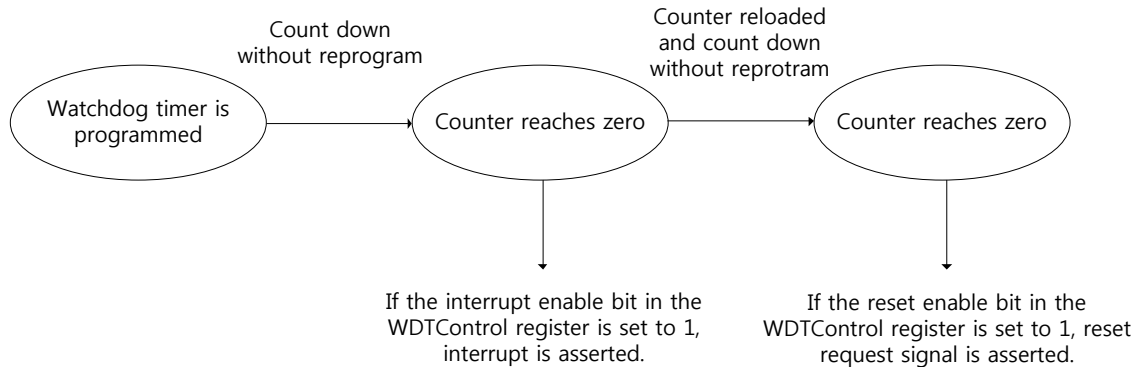 Count down
without reprogram
Counter reloaded
and count down
without reprotram
Watchdog timer is
programmed
Counter reaches zero
Counter reaches zero
If the interrupt enable bit in the
WDTControl register is set to 1,
interrupt is asserted.
If the reset enable bit in the
WDTControl register is set to 1, reset
request signal is asserted.